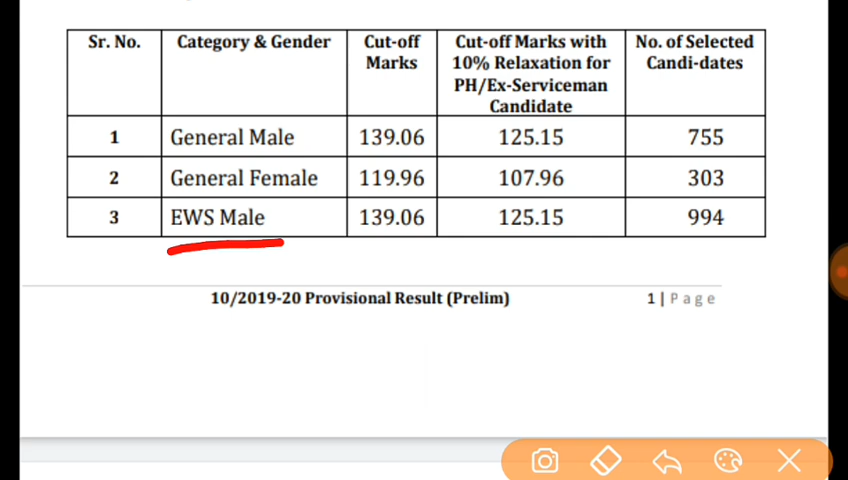 Sr. No. Category & Gender Cut-off Marks Cut-off Marks with 10% Relaxation for PH/Ex-Serviceman Candidate No. of Selected Candi-dates
1 General Male 139.06 125.15 755
2 General Female 119.96 107.96 303
3 EWS Male 139.06 125.15 994
10/2019-20 Provisional Result (Prelim) 1 | Page